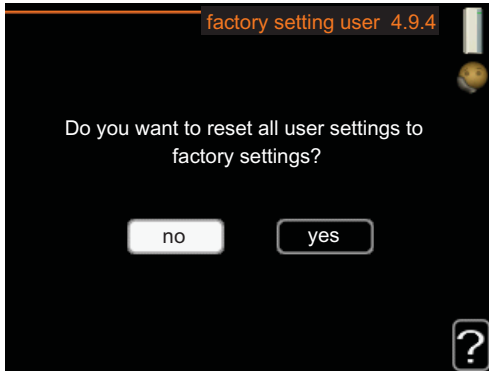 factory setting user 4.9.4
Do you want to reset all user settings to
factory settings?
no yes
?